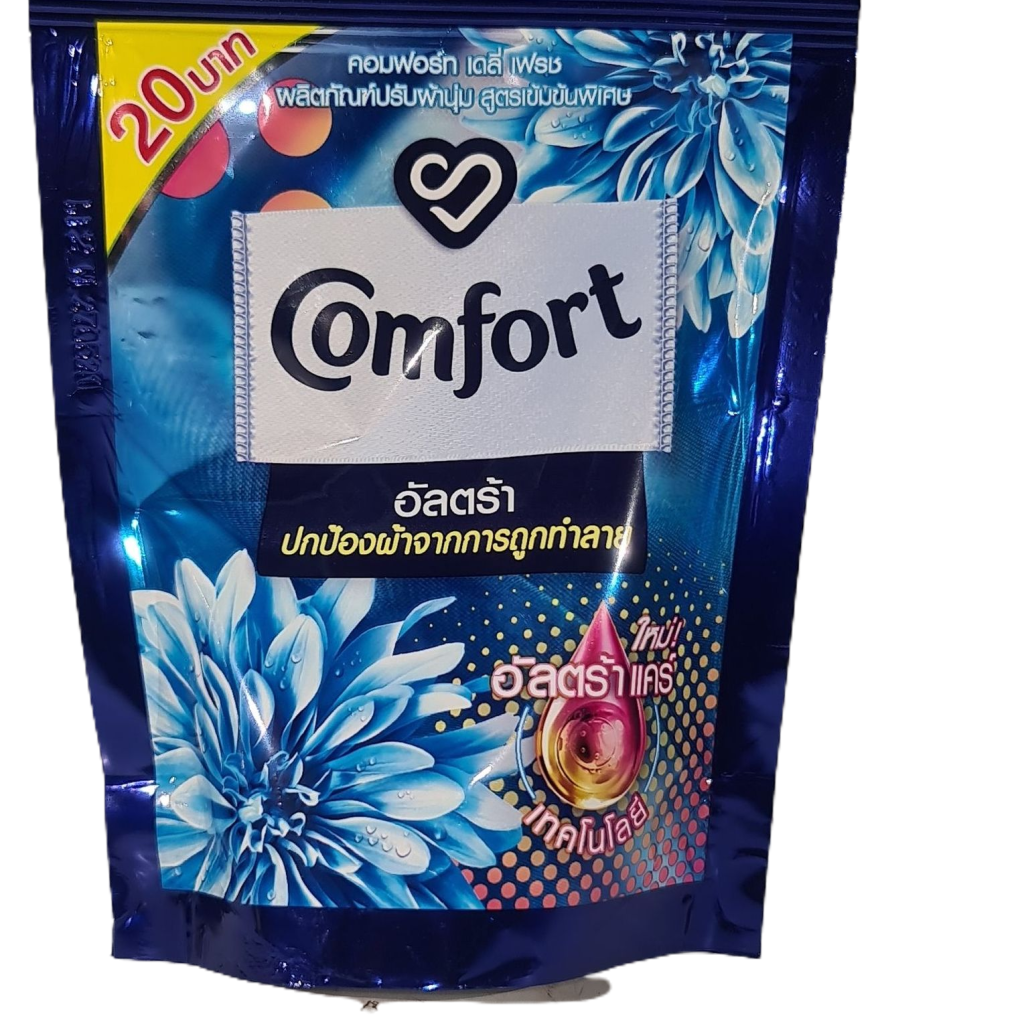 20บาท
คอมฟอร์ท เดลี่ เฟรช
ผลิตภัณฑ์ปรับผ้านุ่ม สูตรเข้มข้นพิเศษ
Comfort
อัลตร้า
ปกป้องผ้าจากการถูกทำลาย
ใหม่!
อัลตร้าแคร์
เทคโนโลยี